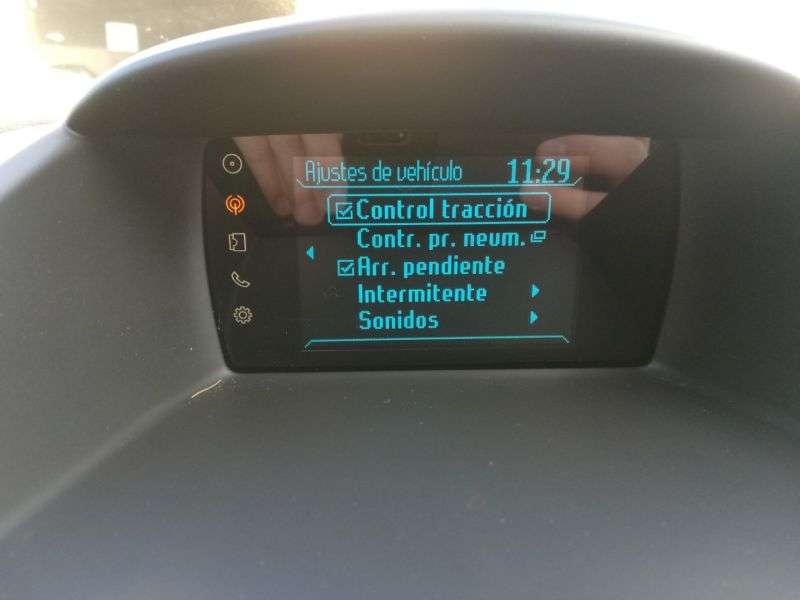 Ajustes de vehículo 11:29
Control tracción
Contr. pr. neum.
Arr. pendiente
Intermitente
Sonidos